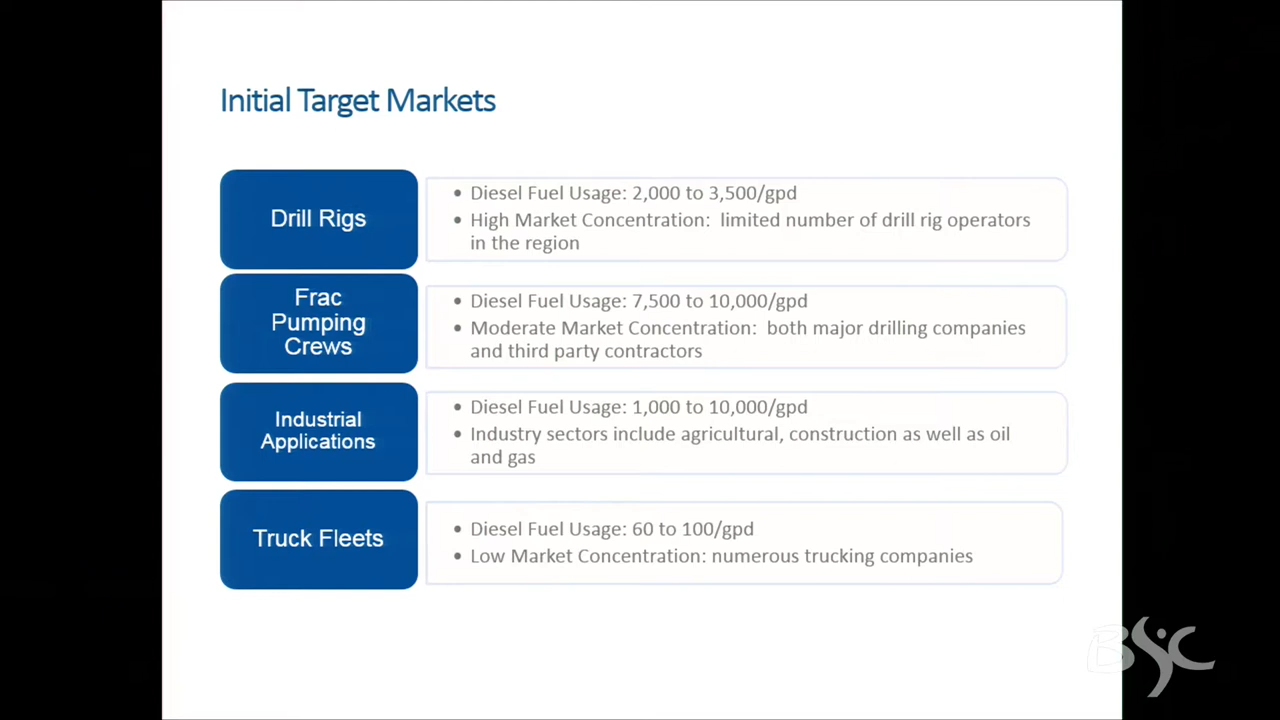 Initial Target Markets
Drill Rigs
• Diesel Fuel Usage: 2,000 to 3,500/gpd
• High Market Concentration:  limited number of drill rig operators
in the region
Frac
Pumping
Crews
• Diesel Fuel Usage: 7,500 to 10,000/gpd
• Moderate Market Concentration:  both major drilling companies
and third party contractors
Industrial
Applications
• Diesel Fuel Usage: 1,000 to 10,000/gpd
• Industry sectors include agricultural, construction as well as oil
and gas
Truck Fleets
• Diesel Fuel Usage: 60 to 100/gpd
• Low Market Concentration: numerous trucking companies
BSC